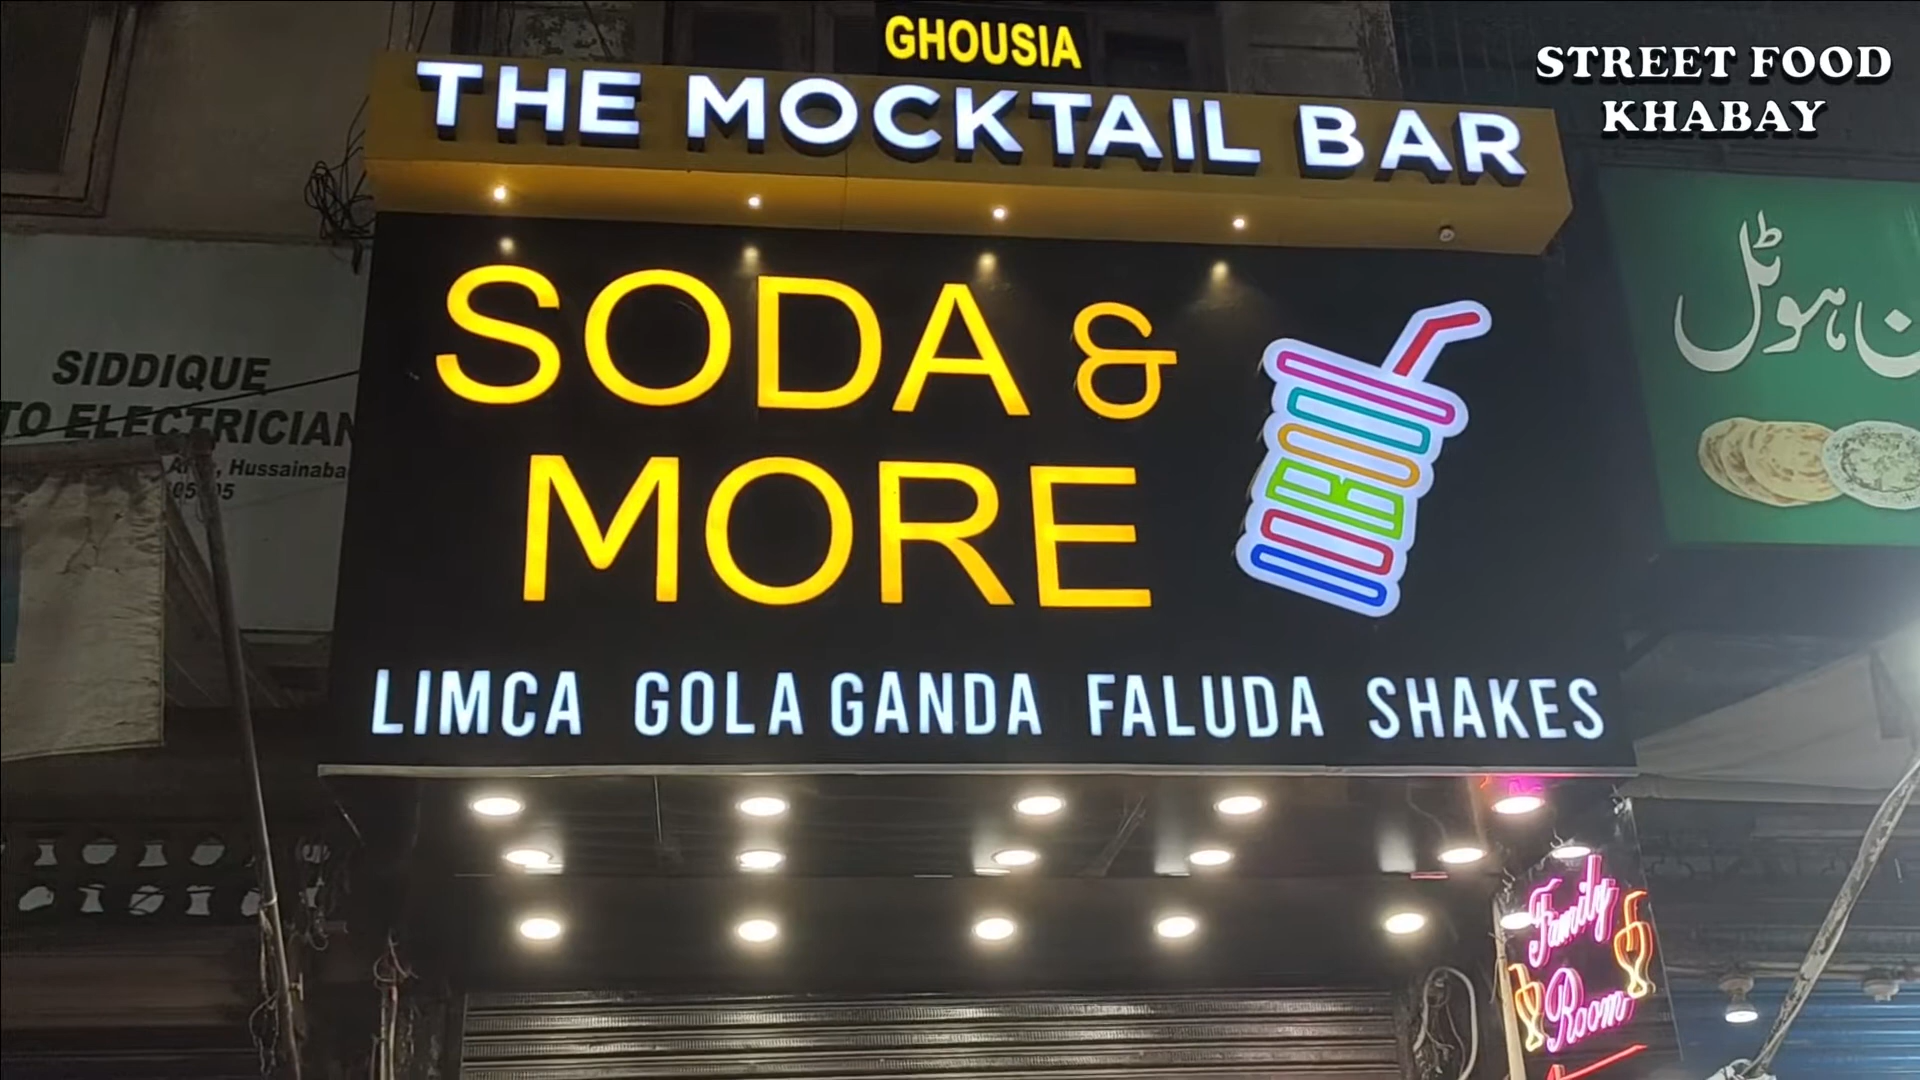 GHOUSIA
THE MOCKTAIL BAR
STREET FOOD
KHABAY
SODA &
MORE
LIMCA GOLA GANDA FALUDA SHAKES
SIDDIQUE
TO ELECTRICIAN
Hussainaba
ہوٹل
Family
Room